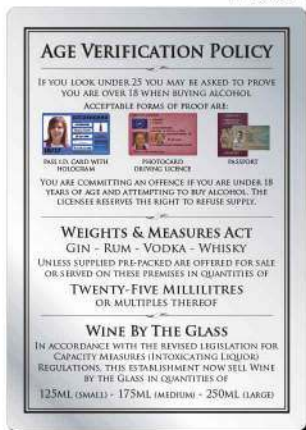 AGE VERIFICATION POLICY
IF YOU LOOK UNDER 25 YOU MAY BE ASKED TO PROVE
YOU ARE OVER 18 WHEN BUYING ALCOHOL
ACCEPTABLE FORMS OF PROOF ARE:
PASS I.D. CARD WITH
HOLOGRAM
PHOTOCARD
DRIVING LICENCE
PASSPORT
YOU ARE COMMITTING AN OFFENCE IF YOU ARE UNDER 18
YEARS OF AGE AND ATTEMPTING TO BUY ALCOHOL. THE
LICENSEE RESERVES THE RIGHT TO REFUSE SUPPLY.
WEIGHTS & MEASURES ACT
GIN - RUM - VODKA - WHISKY
UNLESS SUPPLIED PRE-PACKED ARE OFFERED FOR SALE
OR SERVED ON THESE PREMISES IN QUANTITIES OF
TWENTY-FIVE MILLILITRES
OR MULTIPLES THEREOF
WINE BY THE GLASS
IN ACCORDANCE WITH THE REVISED LEGISLATION FOR
CAPACITY MEASURES (INTOXICATING LIQUOR)
REGULATIONS, THIS ESTABLISHMENT NOW SELL WINE
BY THE GLASS IN QUANTITIES OF
125ML (SMALL) - 175ML (MEDIUM) - 250ML (LARGE)